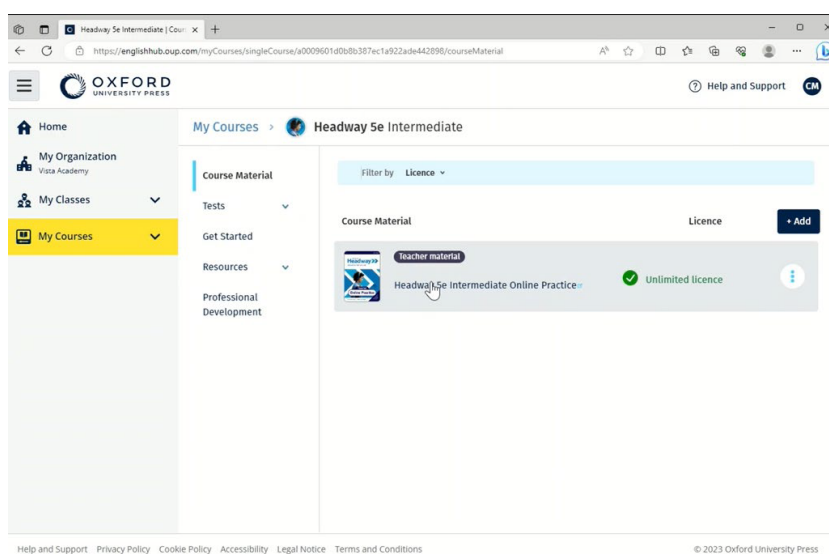 Headway 5e Intermediate | Cour
https://englishhub.oup.com/myCourses/singleCourse/a0009601d0b8b387ec1a922ade442898/courseMaterial
OXFORD
UNIVERSITY PRESS
Help and Support
CM
Home
My Organization
Vista Academy
My Classes
My Courses
My Courses > Headway 5e Intermediate
Course Material
Tests
Get Started
Resources
Professional
Development
Filter by Licence
Course Material Licence + Add
Headway
Online Practice
Teacher material
Headway 5e Intermediate Online Practice
Unlimited licence
Help and Support Privacy Policy Cookie Policy Accessibility Legal Notice Terms and Conditions
© 2023 Oxford University Press